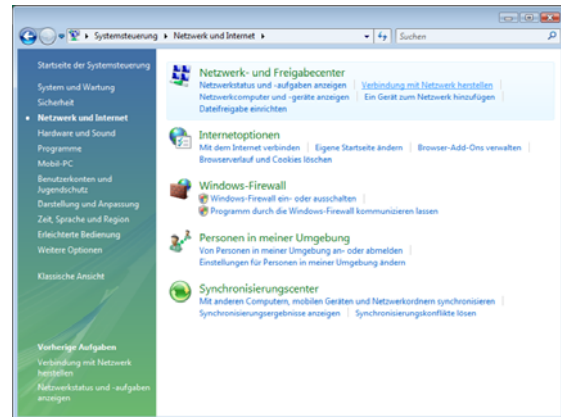 Systemsteuerung ▸ Netzwerk und Internet ▸
Suchen
Startseite der Systemsteuerung
System und Wartung
Sicherheit
Netzwerk und Internet
Hardware und Sound
Programme
Mobil-PC
Benutzerkonten und
Jugendschutz
Darstellung und Anpassung
Zeit, Sprache und Region
Erleichterte Bedienung
Weitere Optionen
Klassische Ansicht
Vorherige Aufgaben
Verbindung mit Netzwerk
herstellen
Netzwerkstatus und -aufgaben
anzeigen
Netzwerk- und Freigabecenter
Netzwerkstatus und -aufgaben anzeigen | Verbindung mit Netzwerk herstellen |
Netzwerkcomputer und -geräte anzeigen | Ein Gerät zum Netzwerk hinzufügen |
Dateifreigabe einrichten
Internetoptionen
Mit dem Internet verbinden | Eigene Startseite ändern | Browser-Add-Ons verwalten |
Browserverlauf und Cookies löschen
Windows-Firewall
Windows-Firewall ein- oder ausschalten |
Programm durch die Windows-Firewall kommunizieren lassen
Personen in meiner Umgebung
Von Personen in meiner Umgebung an- oder abmelden |
Einstellungen für Personen in meiner Umgebung ändern
Synchronisierungscenter
Mit anderen Computern, mobilen Geräten und Netzwerkordnern synchronisieren |
Synchronisierungsergebnisse anzeigen | Synchronisierungskonflikte lösen